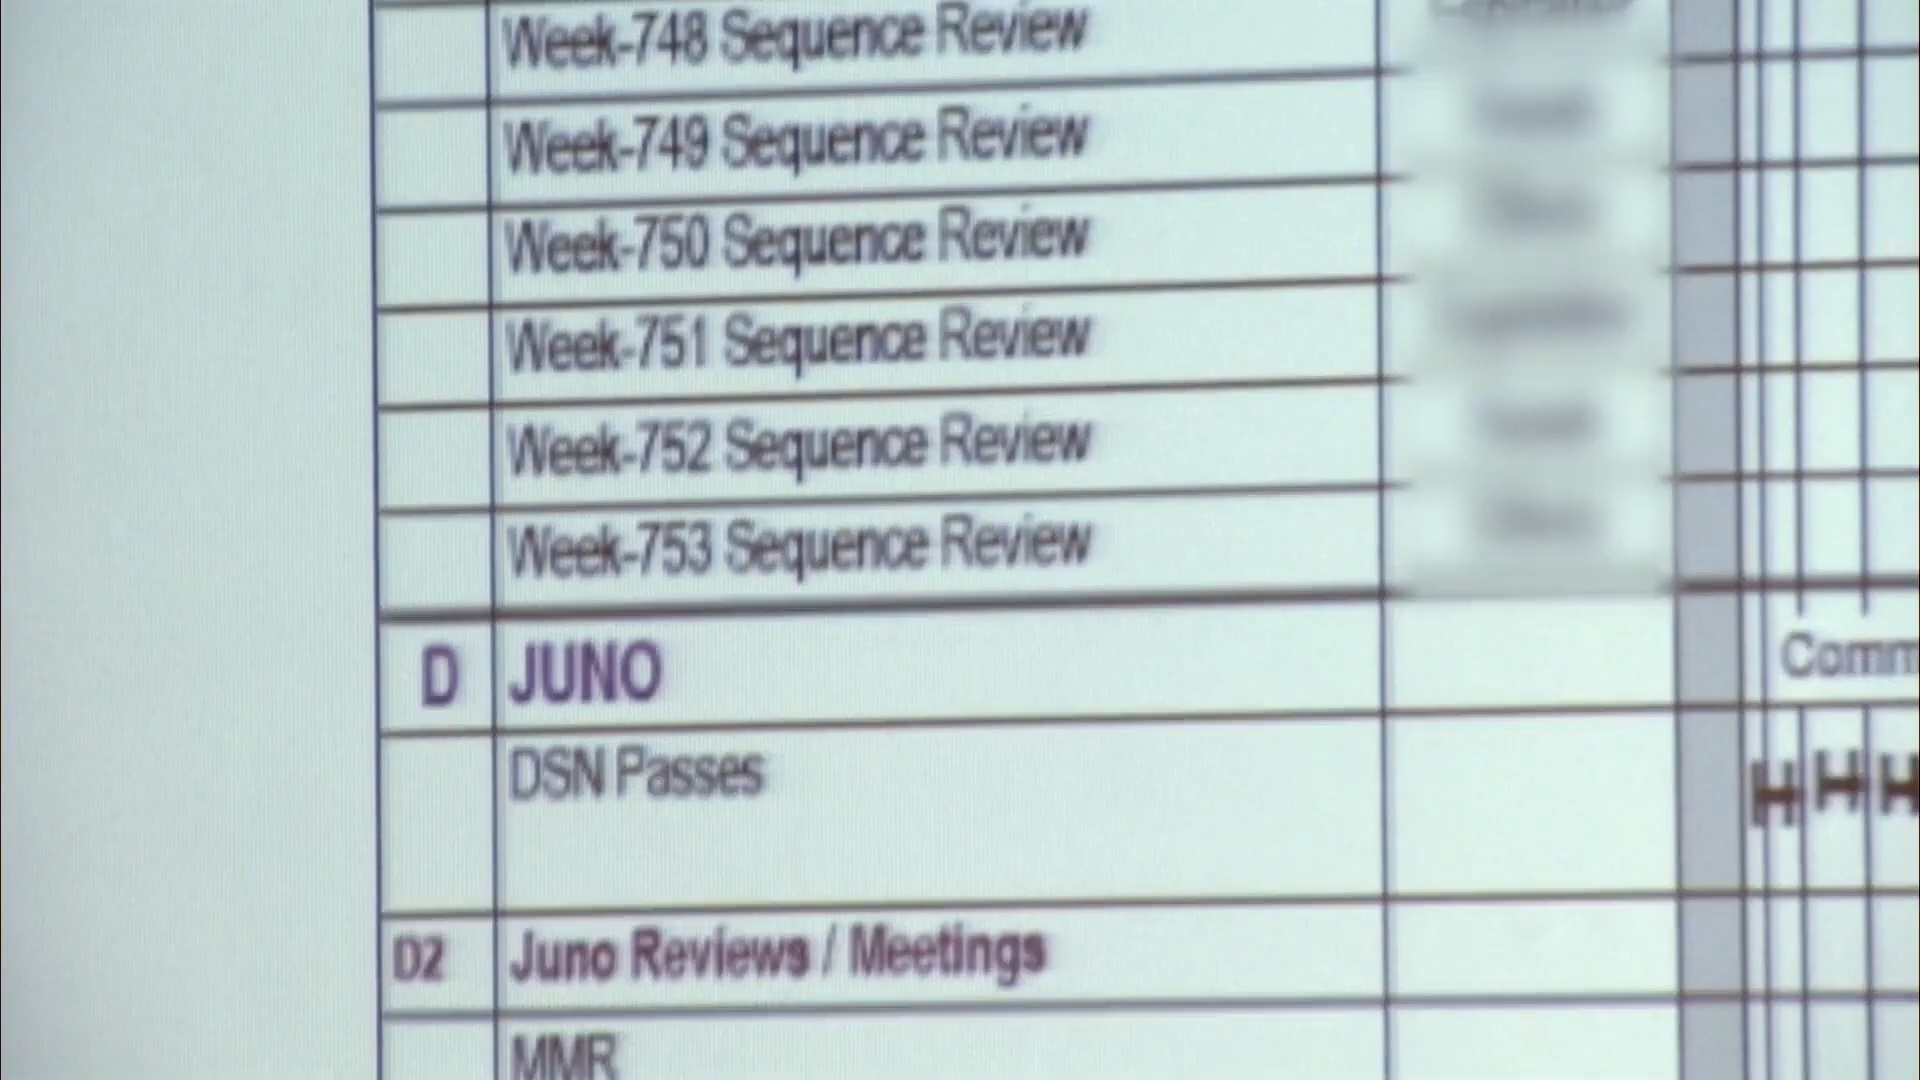 Week-748 Sequence Review
Week-749 Sequence Review
Week-750 Sequence Review
Week-751 Sequence Review
Week-752 Sequence Review
Week-753 Sequence Review
D JUNO Comm
DSN Passes H H H
D2 Juno Reviews / Meetings
MMR